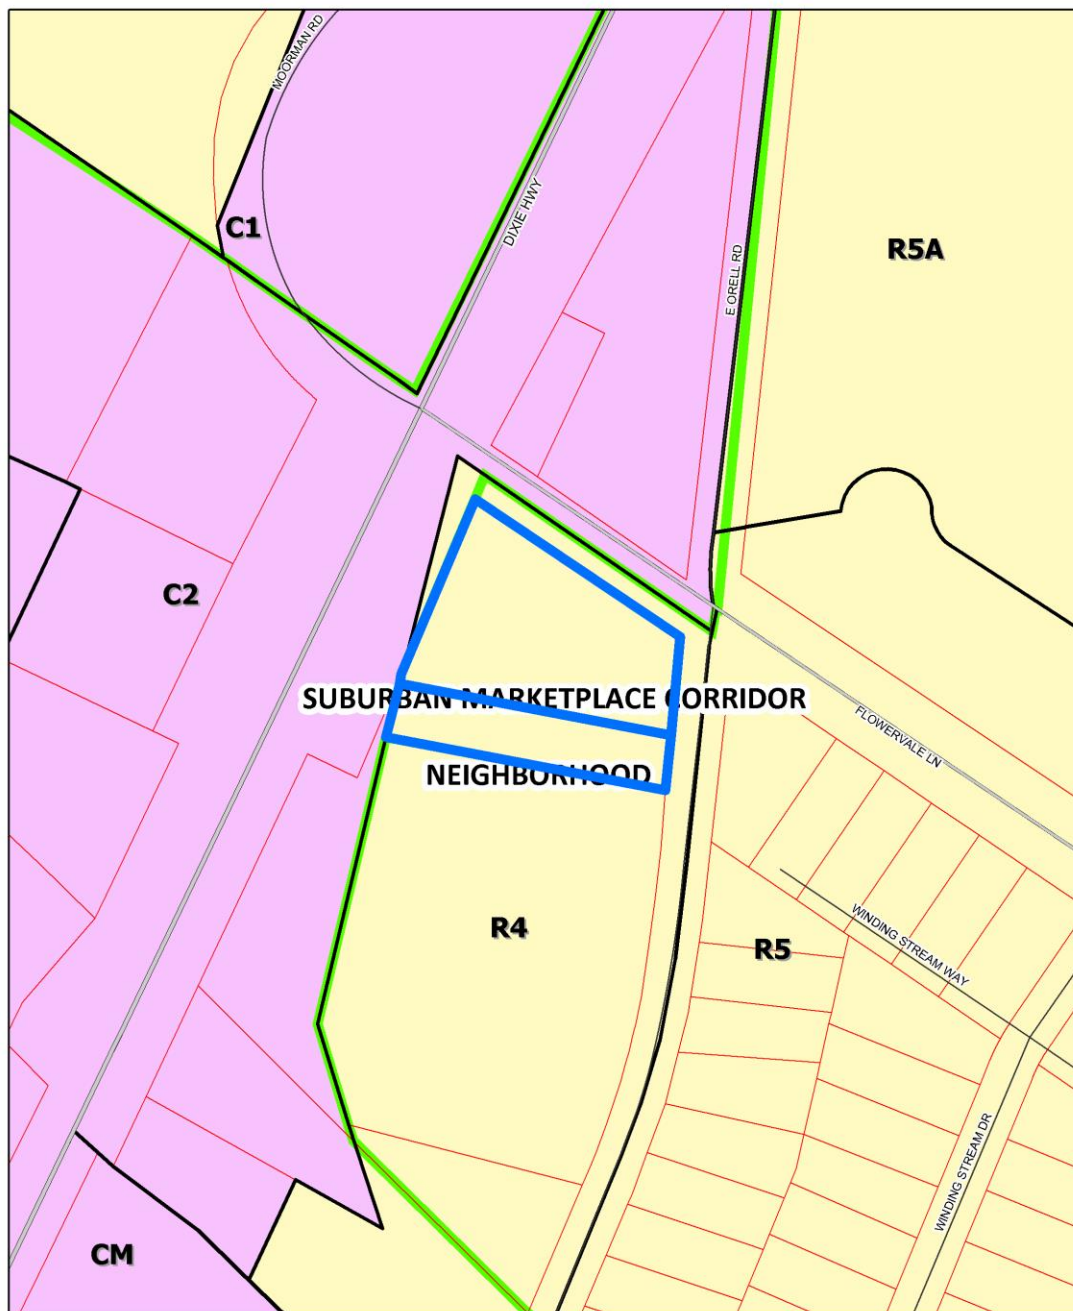 MOORMAN RD
C1
DIXIE HWY
E ORELL RD
R5A
C2
SUBURBAN MARKETPLACE CORRIDOR
NEIGHBORHOOD
FLOWERVALE LN
R4
R5
WINDING STREAM WAY
WINDING STREAM DR
CM